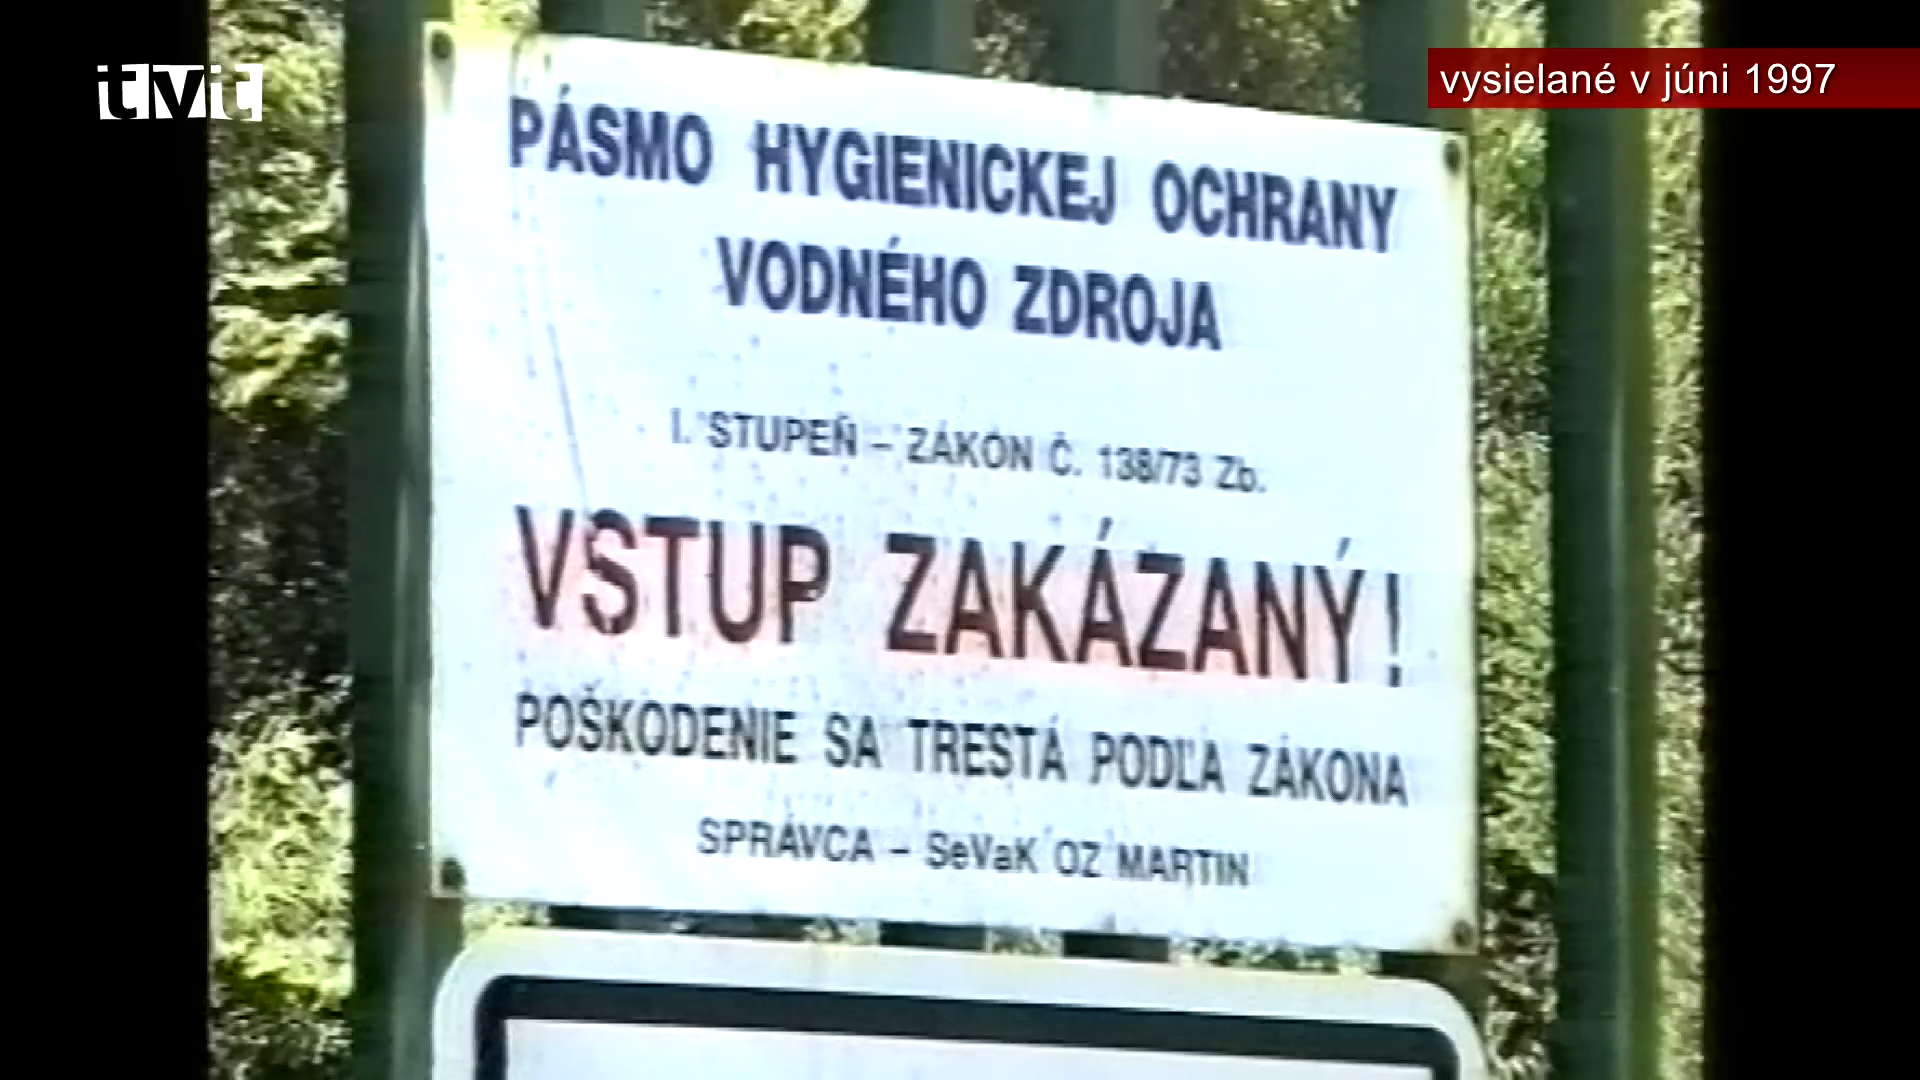 tvt
vysielané v júni 1997
PÁSMO HYGIENICKEJ OCHRANY
VODNÉHO ZDROJA
I. STUPEŇ – ZÁKON Č. 138/73 Zb.
VSTUP ZAKÁZANÝ!
POŠKODENIE SA TRESTÁ PODĽA ZÁKONA
SPRÁVCA – SeVaK OZ MARTIN